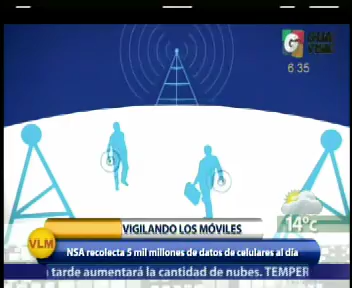 GUATEVISIÓN
6:35
14°C
VIGILANDO LOS MÓVILES
VLM
NSA recolecta 5 mil millones de datos de celulares al día
tarde aumentará la cantidad de nubes. TEMPER